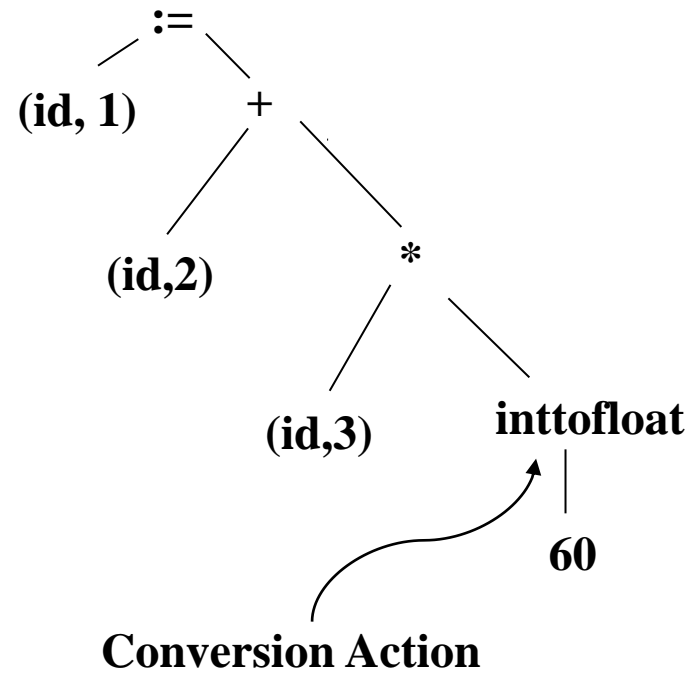 :=
(id, 1)
+
(id,2)
*
(id,3)
inttofloat
60
Conversion Action